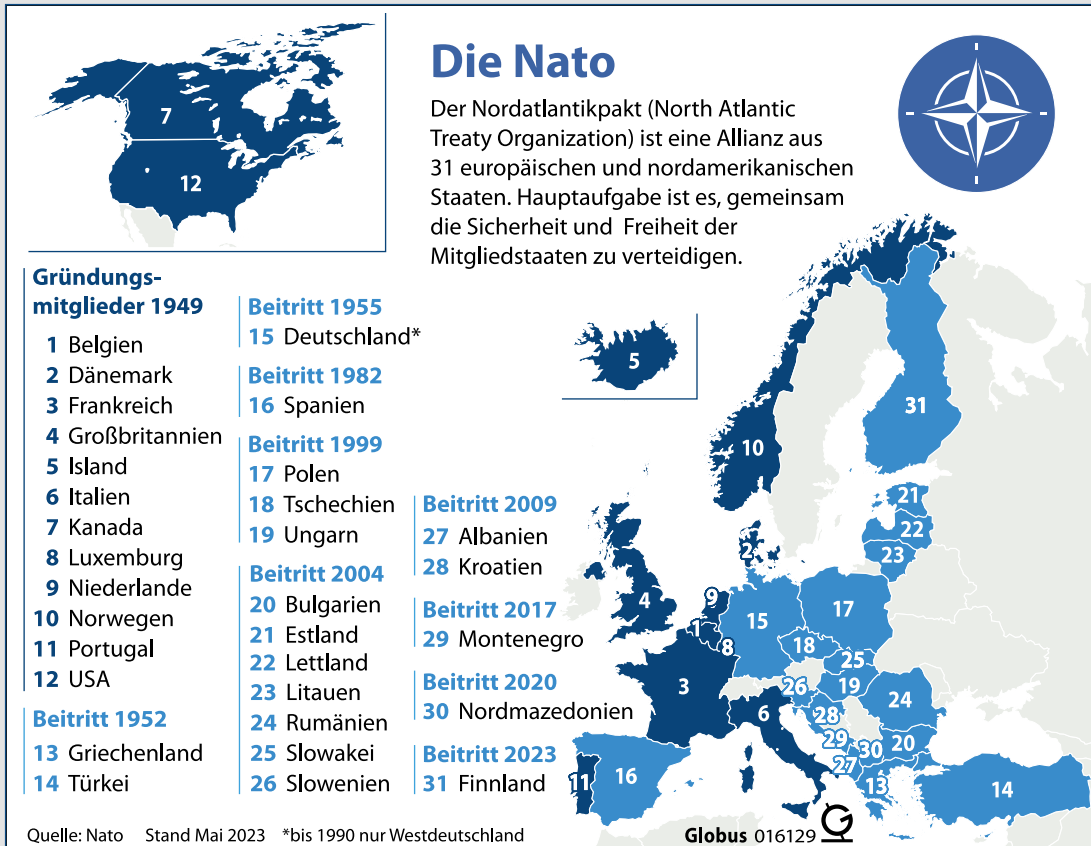 Die Nato
Der Nordatlantikpakt (North Atlantic
Treaty Organization) ist eine Allianz aus
31 europäischen und nordamerikanischen
Staaten. Hauptaufgabe ist es, gemeinsam
die Sicherheit und Freiheit der
Mitgliedstaaten zu verteidigen.
7
12
Gründungs-
mitglieder 1949
1 Belgien
2 Dänemark
3 Frankreich
4 Großbritannien
5 Island
6 Italien
7 Kanada
8 Luxemburg
9 Niederlande
10 Norwegen
11 Portugal
12 USA
Beitritt 1952
13 Griechenland
14 Türkei
Beitritt 1955
15 Deutschland*
Beitritt 1982
16 Spanien
Beitritt 1999
17 Polen
18 Tschechien
19 Ungarn
Beitritt 2004
20 Bulgarien
21 Estland
22 Lettland
23 Litauen
24 Rumänien
25 Slowakei
26 Slowenien
Beitritt 2009
27 Albanien
28 Kroatien
Beitritt 2017
29 Montenegro
Beitritt 2020
30 Nordmazedonien
Beitritt 2023
31 Finnland
5
31
10
21
22
23
2
9
4
15
17
1
8
18
25
3
26
19
24
6
28
29
30
20
27
13
11
16
14
Quelle: Nato Stand Mai 2023 *bis 1990 nur Westdeutschland
Globus 016129